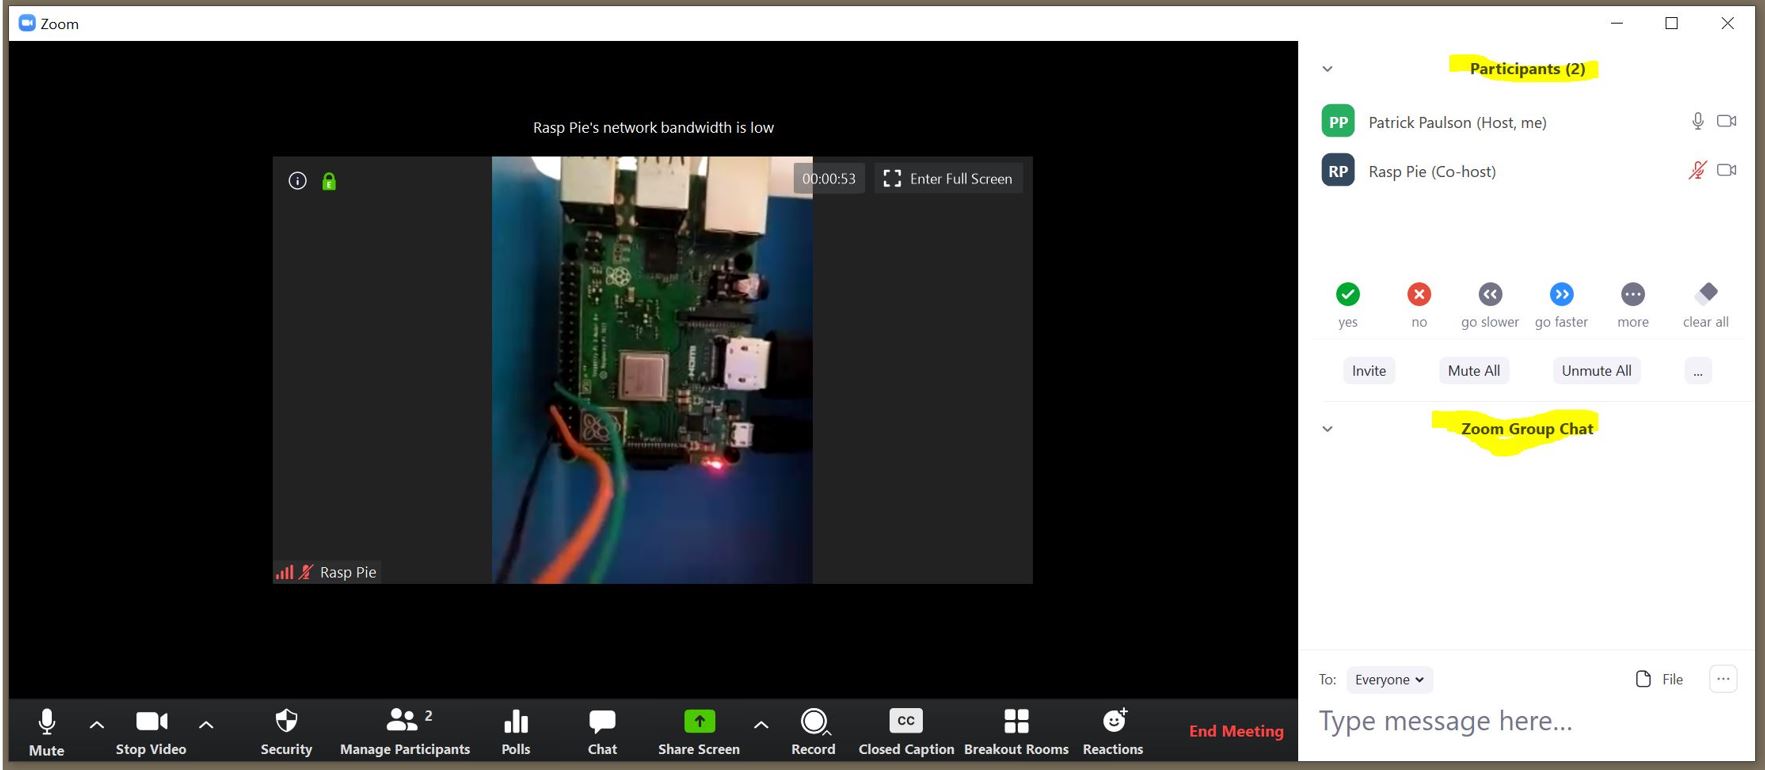 Zoom
Rasp Pie's network bandwidth is low
00:00:53
Enter Full Screen
HDMI
Rasp Pie
Participants (2)
PP Patrick Paulson (Host, me)
RP Rasp Pie (Co-host)
yes no go slower go faster more clear all
Invite Mute All Unmute All ...
Zoom Group Chat
To: Everyone File ...
Type message here...
Mute Stop Video Security Manage Participants 2 Polls Chat Share Screen Record CC Closed Caption Breakout Rooms Reactions End Meeting